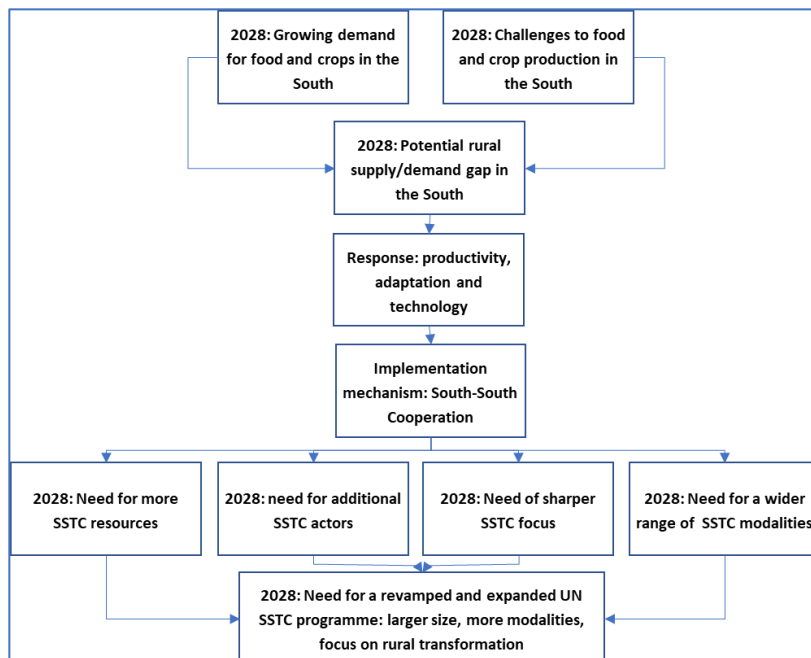 2028: Growing demand
for food and crops in the
South
2028: Challenges to food
and crop production in
the South
2028: Potential rural
supply/demand gap in
the South
Response: productivity,
adaptation and
technology
Implementation
mechanism: South-South
Cooperation
2028: Need for more
SSTC resources
2028: need for additional
SSTC actors
2028: Need of sharper
SSTC focus
2028: Need for a wider
range of SSTC modalities
2028: Need for a revamped and expanded UN
SSTC programme: larger size, more modalities,
focus on rural transformation